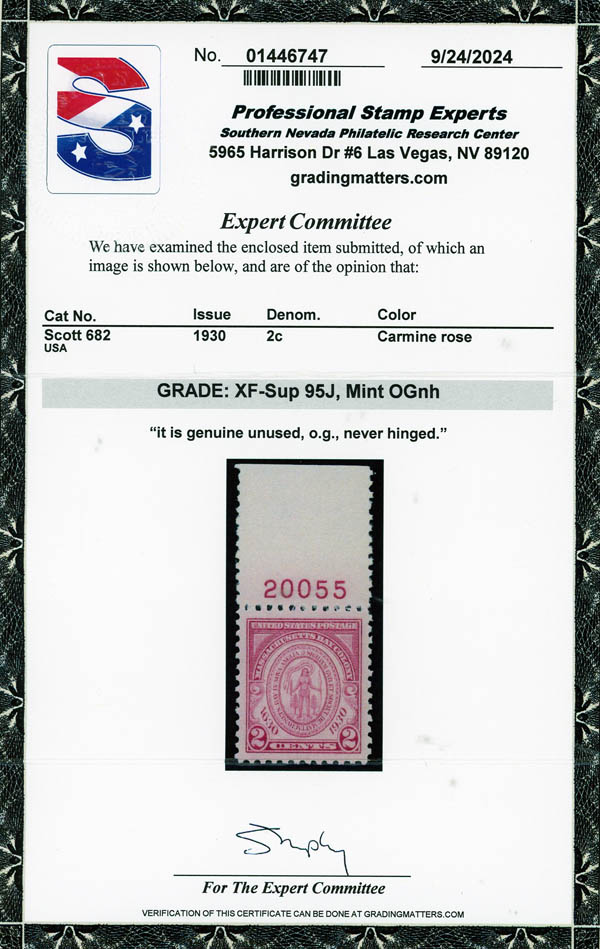 No. 01446747
9/24/2024
Professional Stamp Experts
Southern Nevada Philatelic Research Center
5965 Harrison Dr #6 Las Vegas, NV 89120
gradingmatters.com
Expert Committee
We have examined the enclosed item submitted, of which an
image is shown below, and are of the opinion that:
Cat No. Issue Denom. Color
Scott 682 1930 2c Carmine rose
USA
GRADE: XF-Sup 95J, Mint OGnh
“it is genuine unused, o.g., never hinged.”
20055
UNITED STATES POSTAGE
MASSACHUSETTS BAY COLONY
1630 1930
2 CENTS 2
For The Expert Committee
VERIFICATION OF THIS CERTIFICATE CAN BE DONE AT GRADINGMATTERS.COM